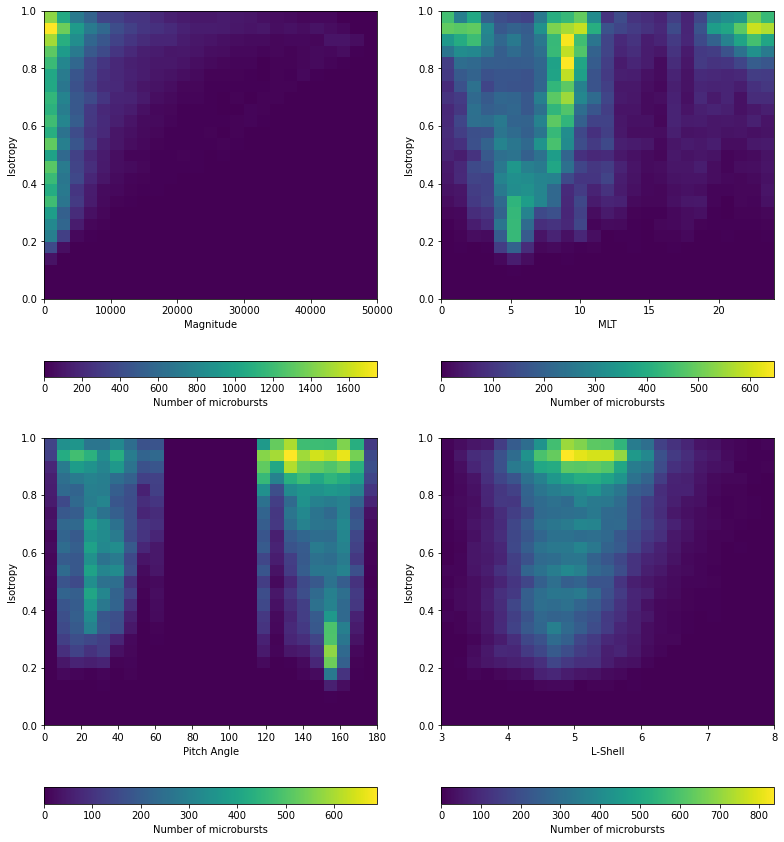 1.0
0.8
0.6
0.4
0.2
0.0
Isotropy
0 10000 20000 30000 40000 50000
Magnitude
0 200 400 600 800 1000 1200 1400 1600
Number of microbursts
1.0
0.8
0.6
0.4
0.2
0.0
Isotropy
0 5 10 15 20
MLT
0 100 200 300 400 500 600
Number of microbursts
1.0
0.8
0.6
0.4
0.2
0.0
Isotropy
0 20 40 60 80 100 120 140 160 180
Pitch Angle
0 100 200 300 400 500 600
Number of microbursts
1.0
0.8
0.6
0.4
0.2
0.0
Isotropy
3 4 5 6 7 8
L-Shell
0 100 200 300 400 500 600 700 800
Number of microbursts